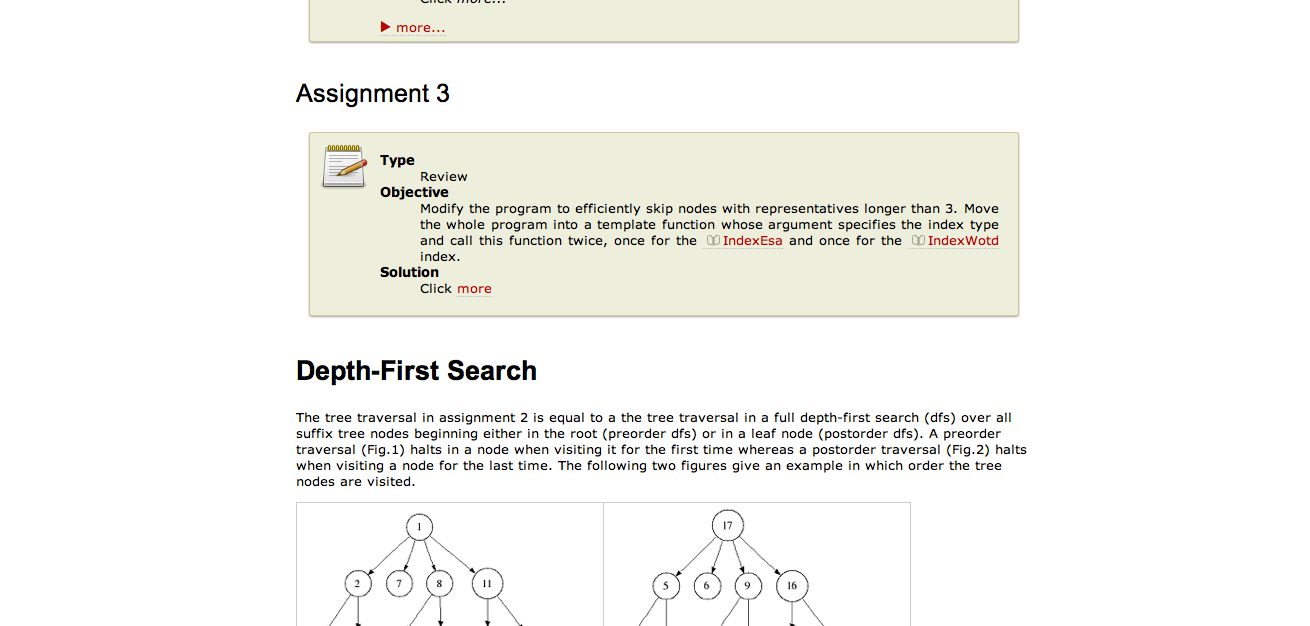 Click more...
more...
Assignment 3
Type
Review
Objective
Modify the program to efficiently skip nodes with representatives longer than 3. Move
the whole program into a template function whose argument specifies the index type
and call this function twice, once for the IndexEsa and once for the IndexWotd
index.
Solution
Click more
Depth-First Search
The tree traversal in assignment 2 is equal to a the tree traversal in a full depth-first search (dfs) over all
suffix tree nodes beginning either in the root (preorder dfs) or in a leaf node (postorder dfs). A preorder
traversal (Fig.1) halts in a node when visiting it for the first time whereas a postorder traversal (Fig.2) halts
when visiting a node for the last time. The following two figures give an example in which order the tree
nodes are visited.
1
2 7 8 11
17
5 6 9 16